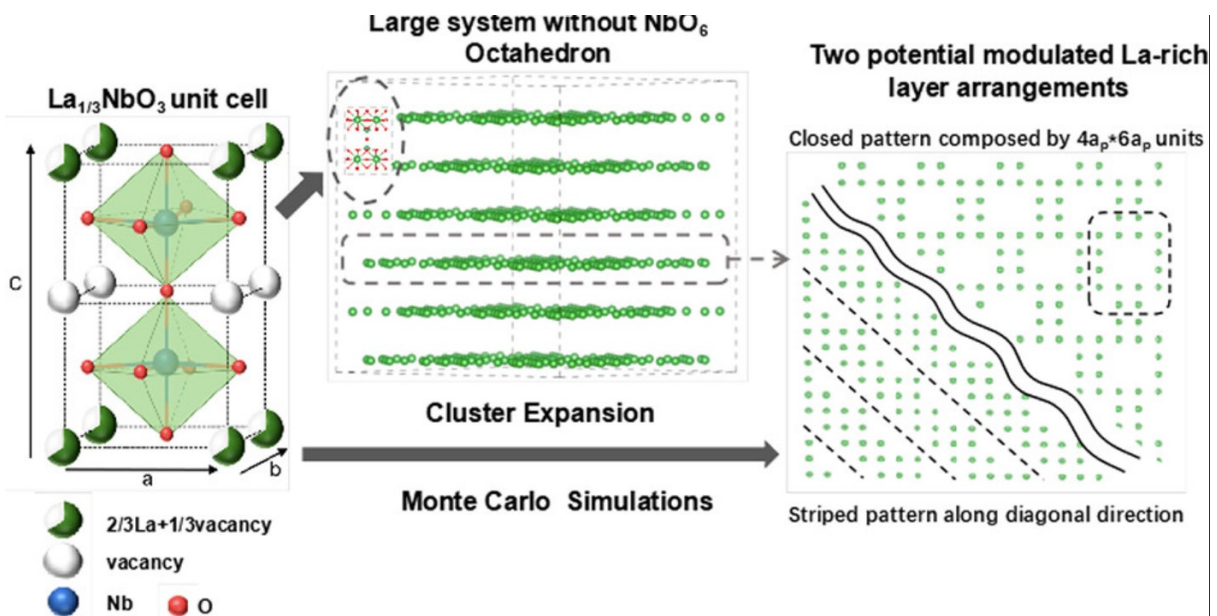 Large system without NbO₆
Octahedron
Two potential modulated La-rich
layer arrangements
La₁/₃NbO₃ unit cell
Closed pattern composed by 4aₚ*6aₚ units
c
a
b
Cluster Expansion
Monte Carlo Simulations
Striped pattern along diagonal direction
2/3La+1/3vacancy
vacancy
Nb
O